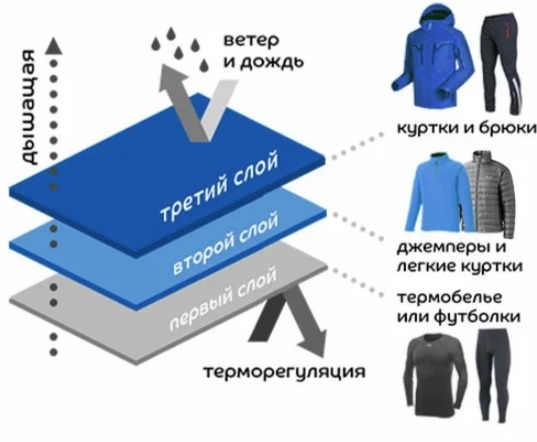 дышащая
ветер
и дождь
куртки и брюки
третий слой
второй слой
первый слой
джемперы и
легкие куртки
термобелье
или футболки
терморегуляция